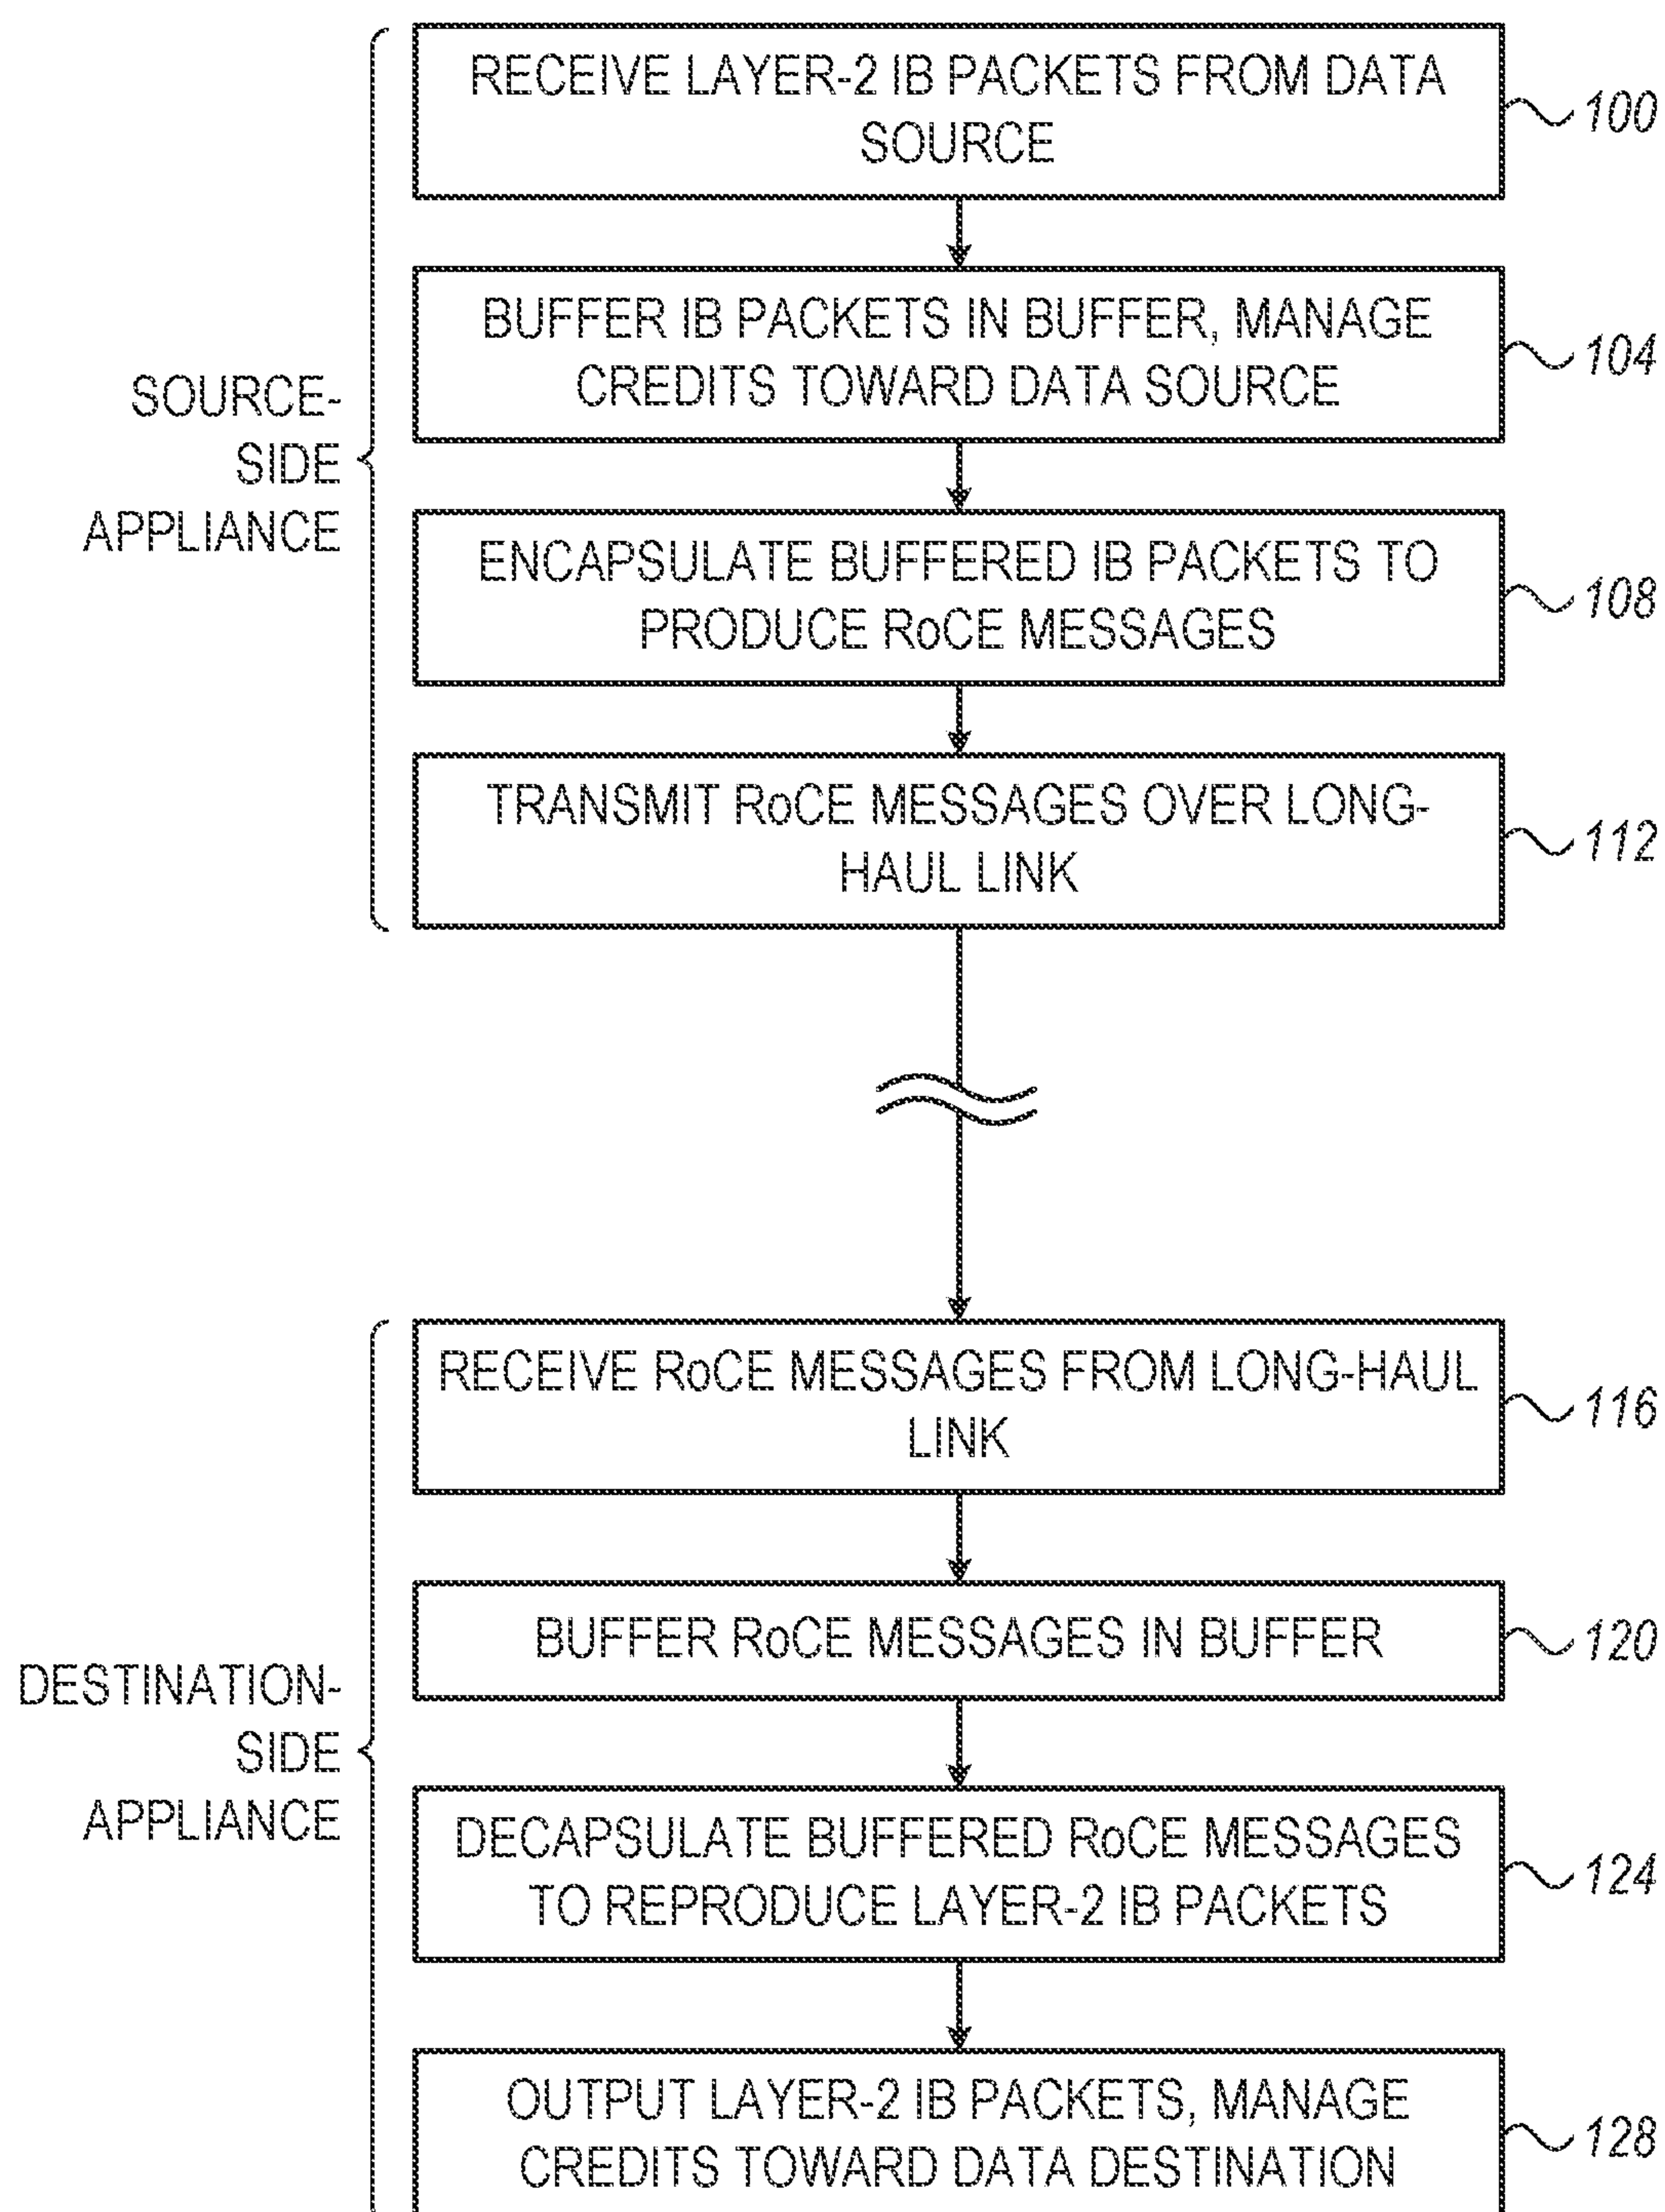 RECEIVE LAYER-2 IB PACKETS FROM DATA
SOURCE
100
BUFFER IB PACKETS IN BUFFER, MANAGE
CREDITS TOWARD DATA SOURCE
104
SOURCE-
SIDE
APPLIANCE
ENCAPSULATE BUFFERED IB PACKETS TO
PRODUCE RoCE MESSAGES
108
TRANSMIT RoCE MESSAGES OVER LONG-
HAUL LINK
112
RECEIVE RoCE MESSAGES FROM LONG-HAUL
LINK
116
BUFFER RoCE MESSAGES IN BUFFER
120
DESTINATION-
SIDE
APPLIANCE
DECAPSULATE BUFFERED RoCE MESSAGES
TO REPRODUCE LAYER-2 IB PACKETS
124
OUTPUT LAYER-2 IB PACKETS, MANAGE
CREDITS TOWARD DATA DESTINATION
128